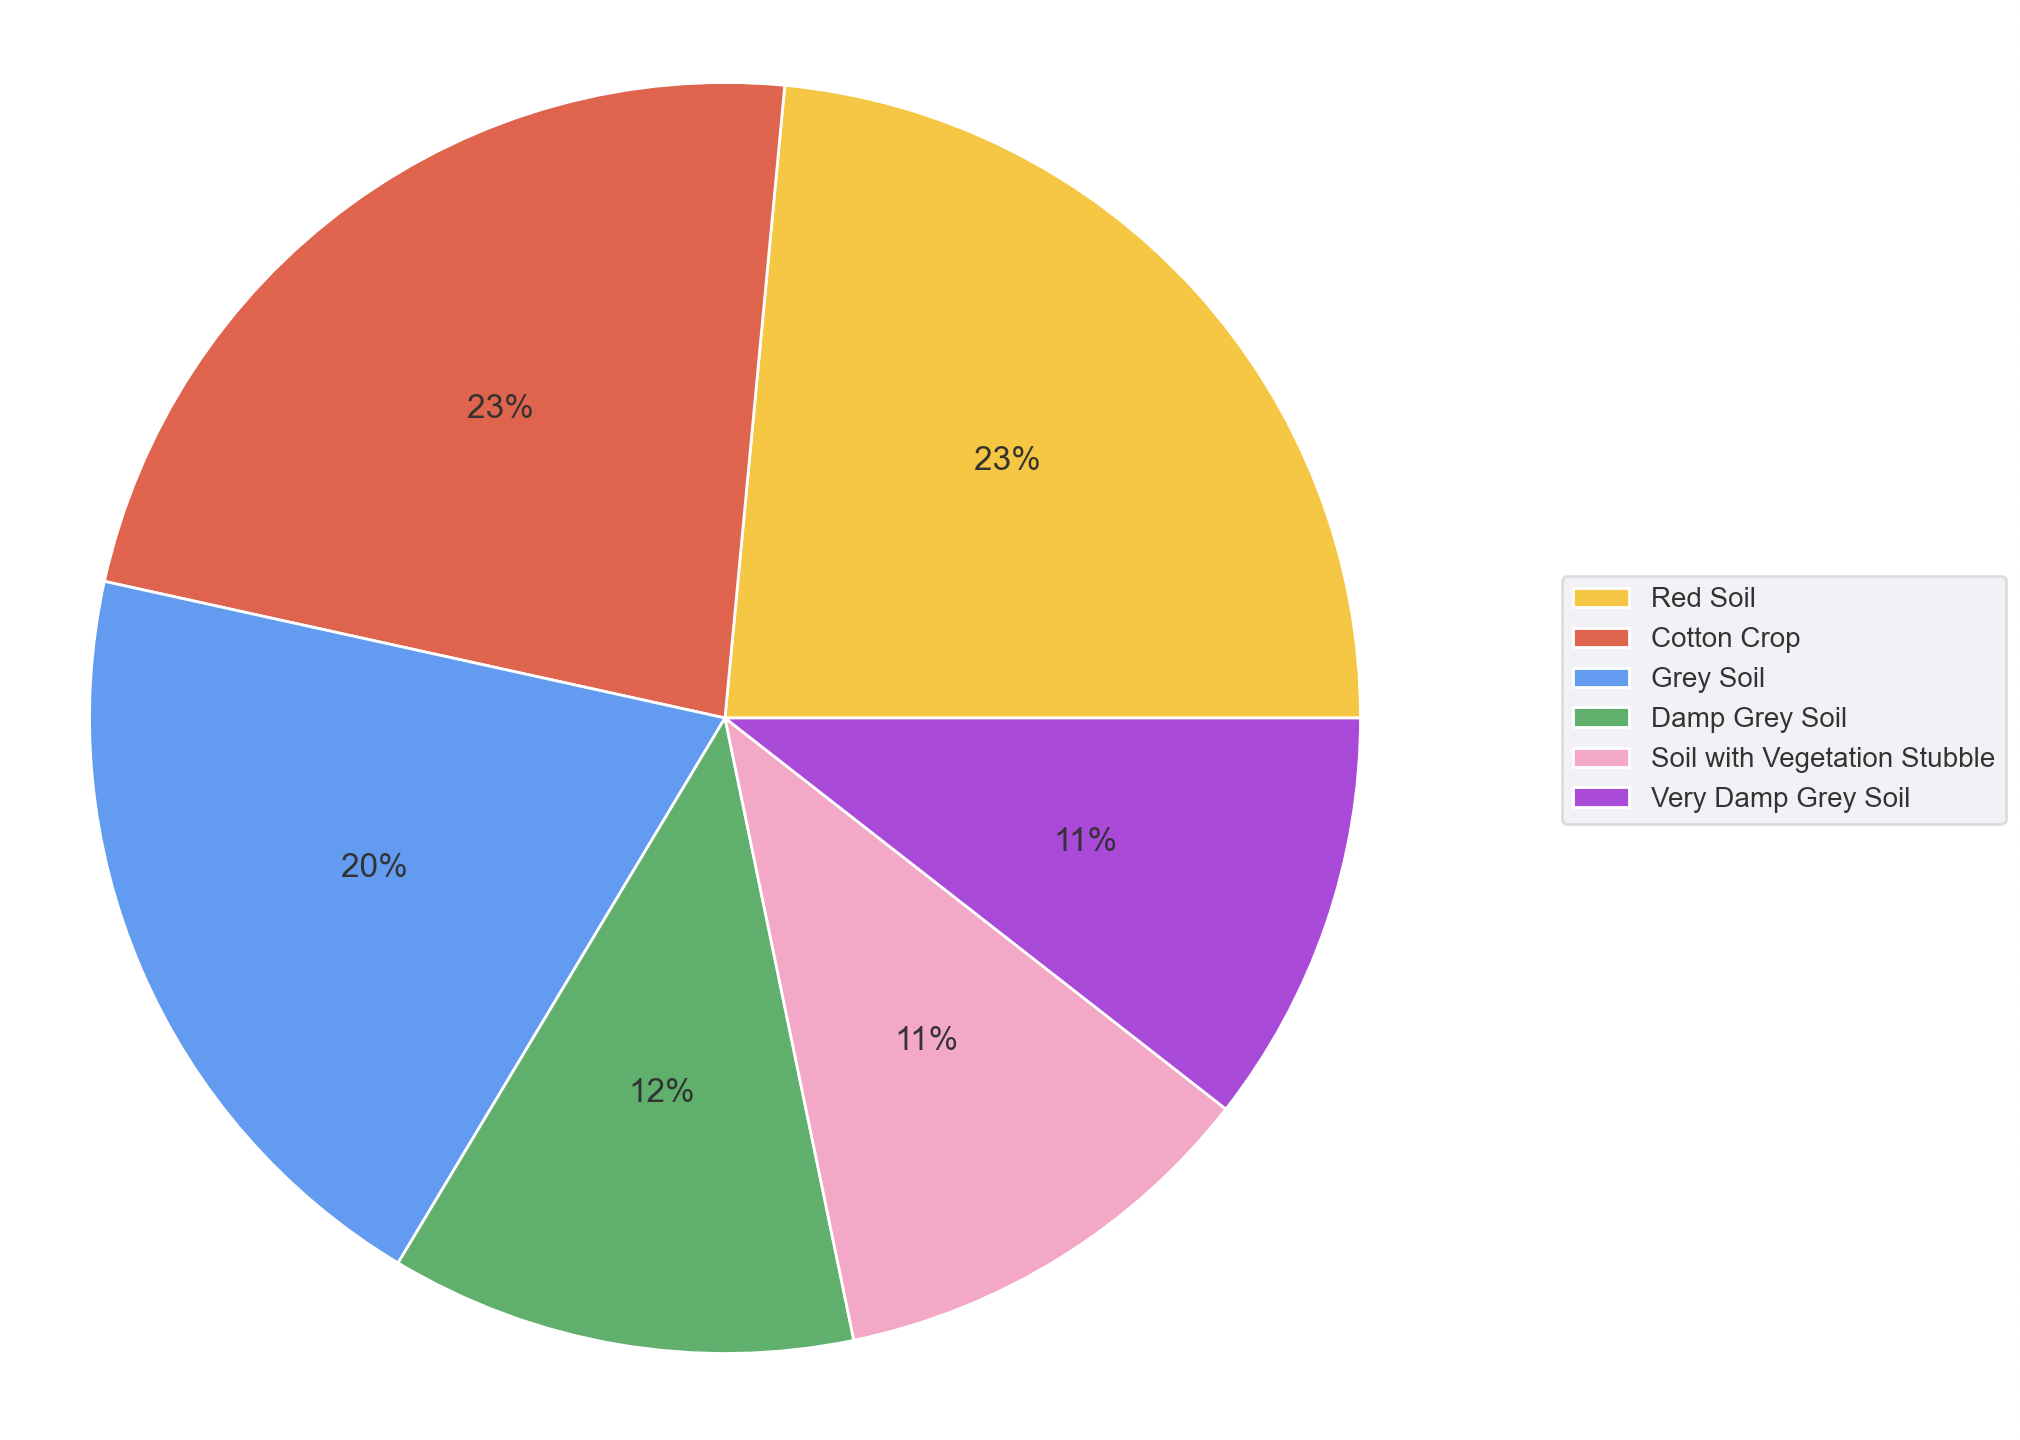 23%
23%
20%
12%
11%
11%
Red Soil
Cotton Crop
Grey Soil
Damp Grey Soil
Soil with Vegetation Stubble
Very Damp Grey Soil